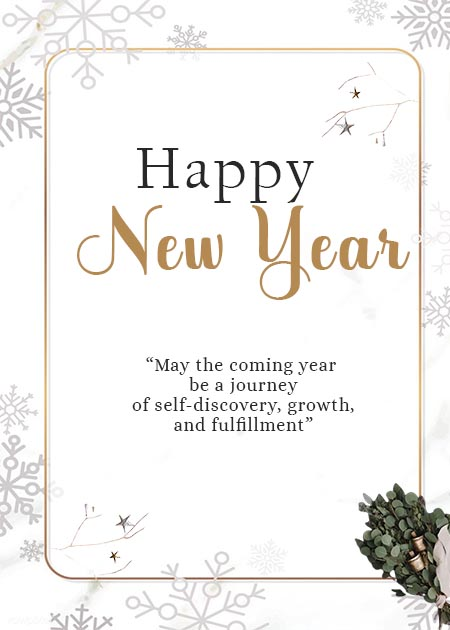 Happy
New Year
“May the coming year
be a journey
of self-discovery, growth,
and fulfillment”